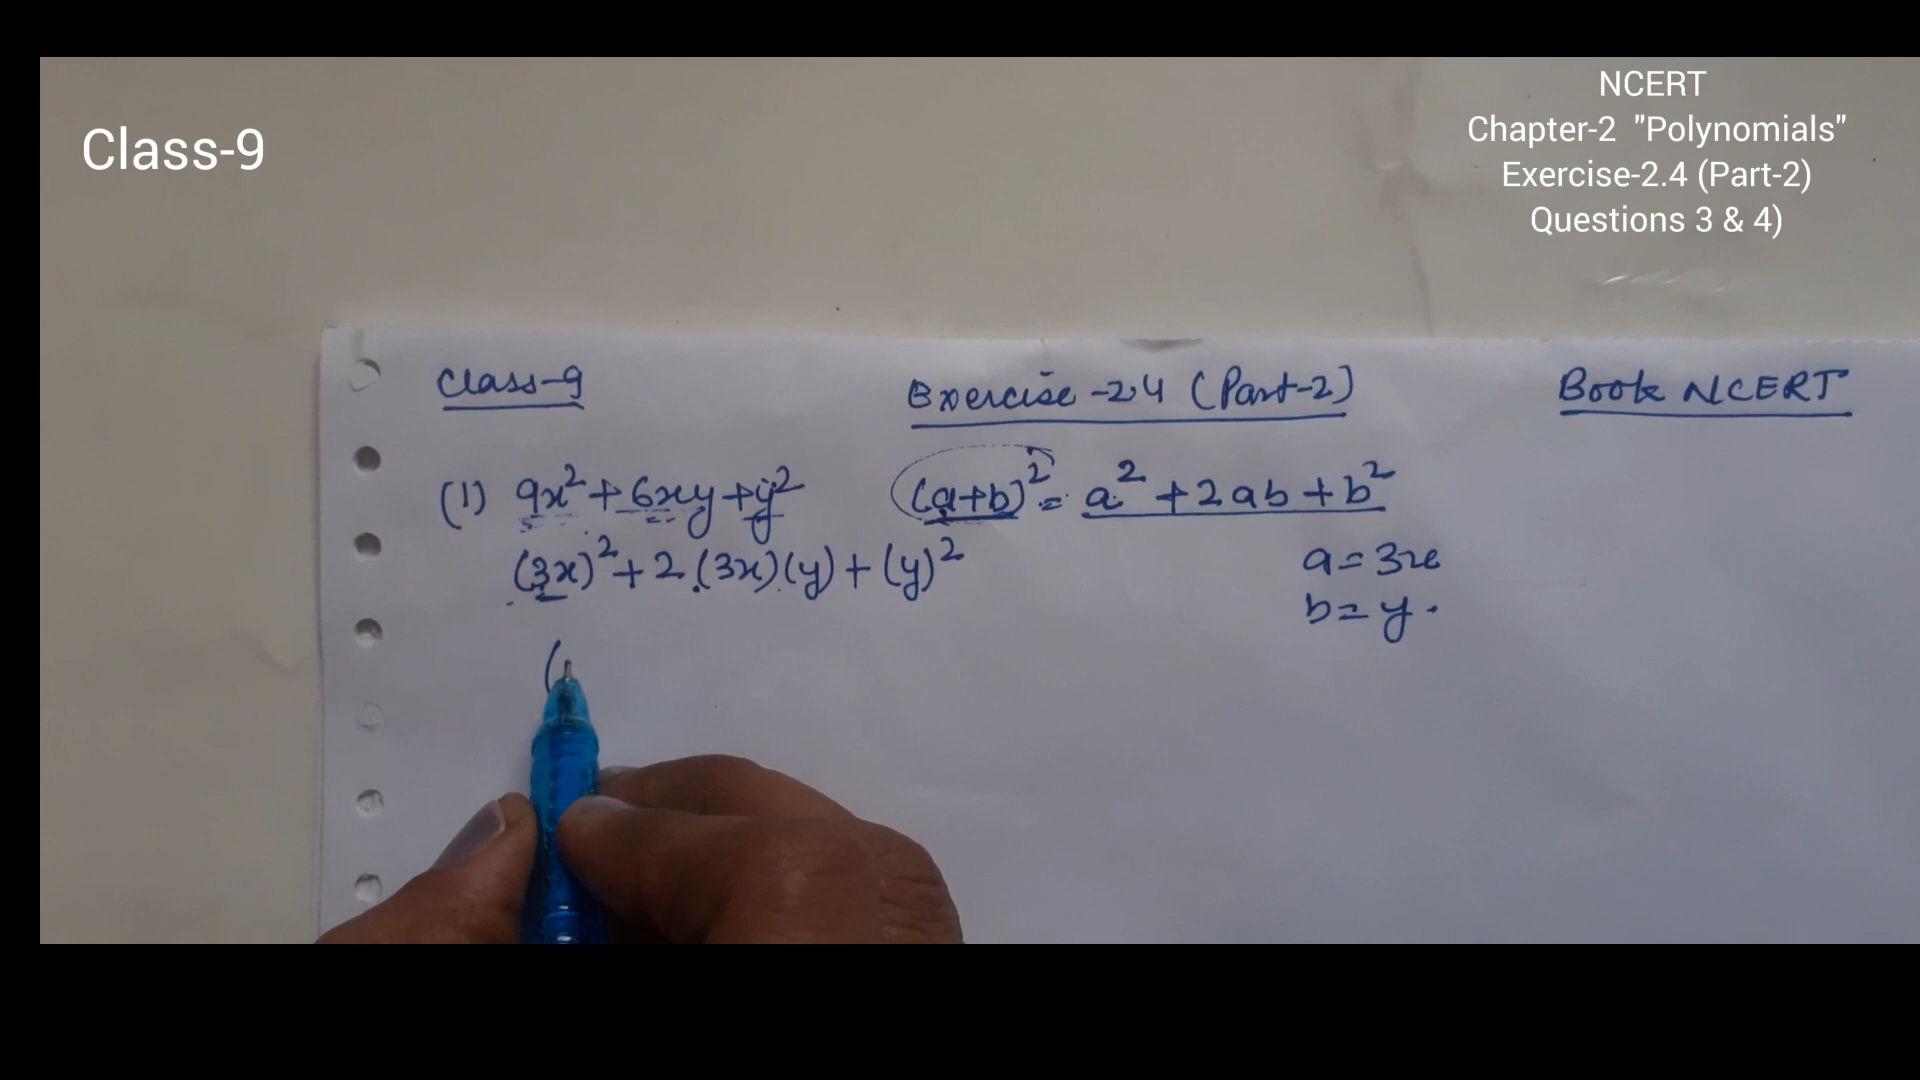 Class-9
NCERT
Chapter-2 "Polynomials"
Exercise-2.4 (Part-2)
Questions 3 & 4)
Class-9
Exercise -2.4 (Part-2)
Book NCERT
(1) 9x²+6xy+y²
(a+b)² = a² + 2ab + b²
(3x)² + 2.(3x)(y) + (y)²
a = 3x
b = y.
(